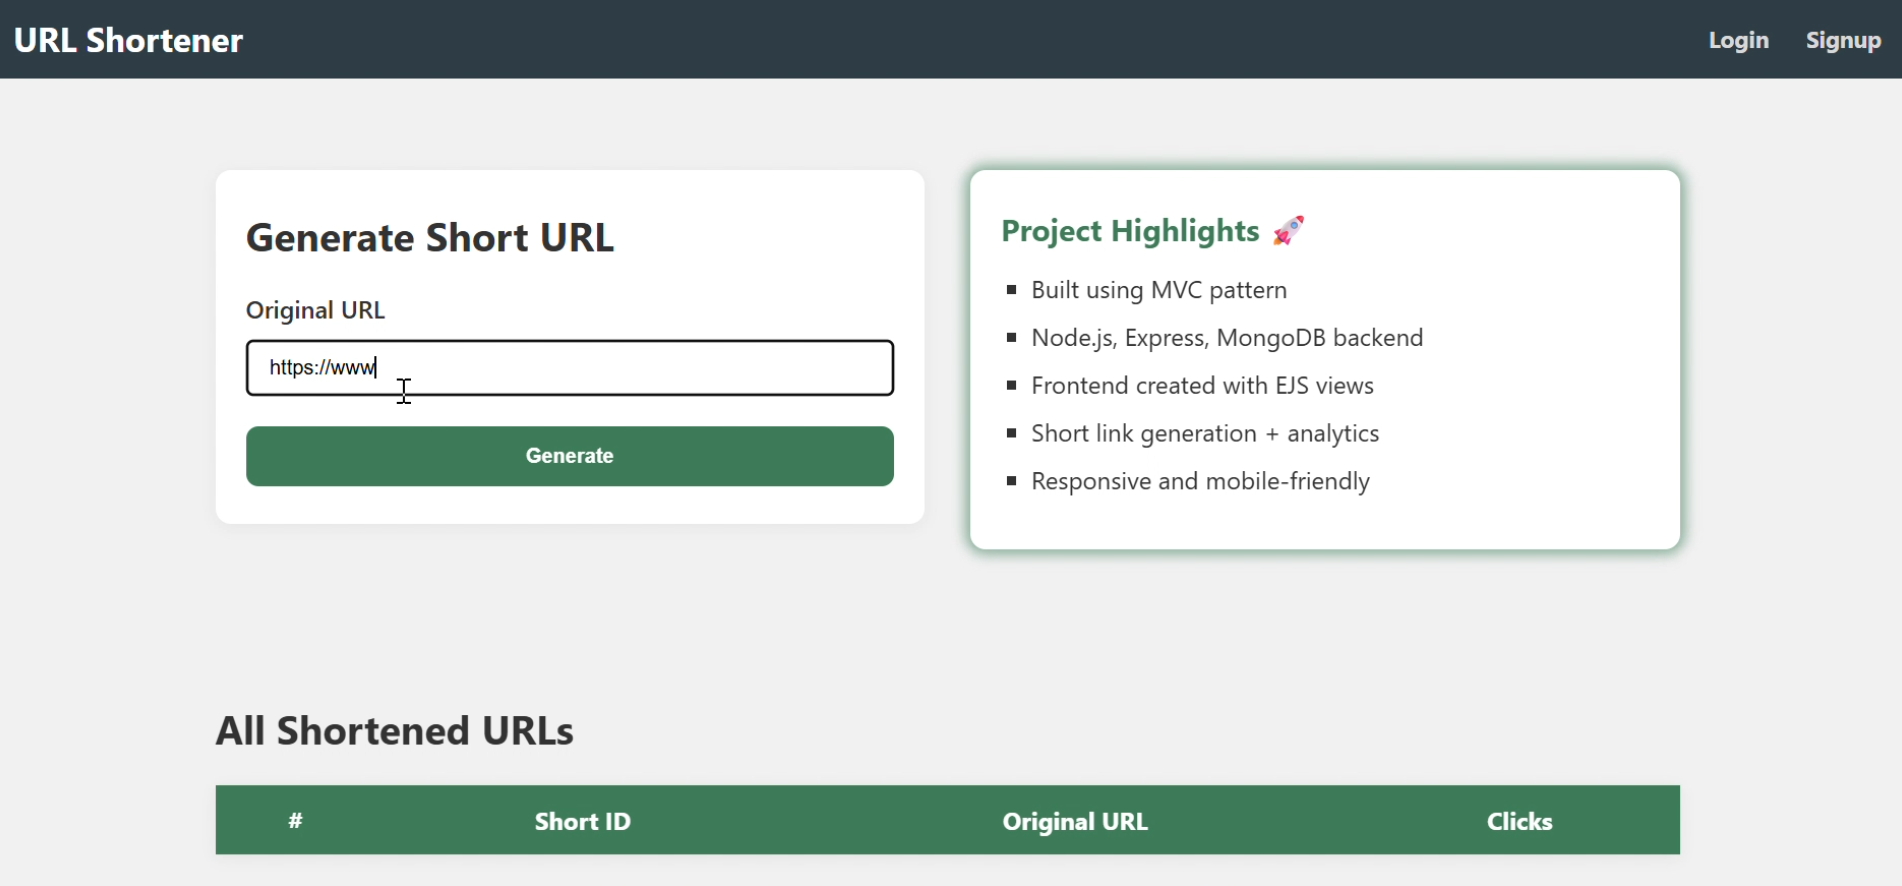 URL Shortener
Login
Signup
Generate Short URL
Original URL
https://www
Generate
Project Highlights 🚀
Built using MVC pattern
Node.js, Express, MongoDB backend
Frontend created with EJS views
Short link generation + analytics
Responsive and mobile-friendly
All Shortened URLs
# Short ID Original URL Clicks